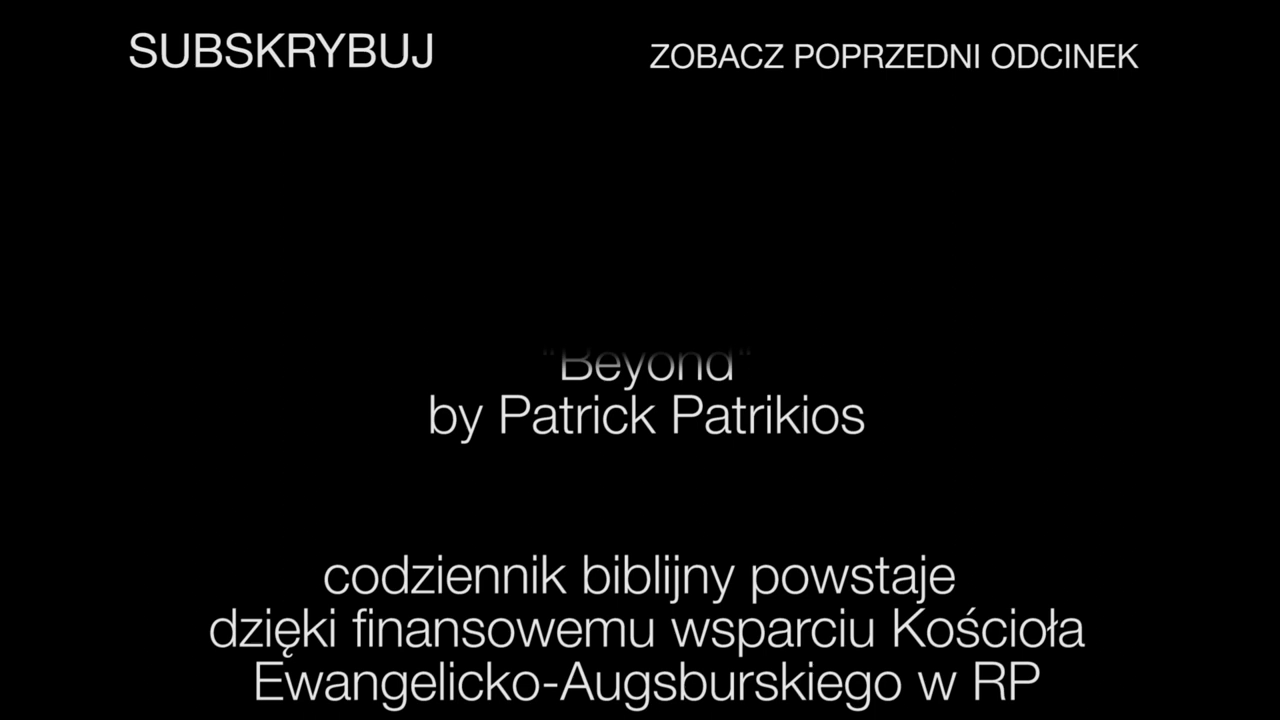 SUBSKRYBUJ
ZOBACZ POPRZEDNI ODCINEK
"Beyond"
by Patrick Patrikios
codziennik biblijny powstaje
dzięki finansowemu wsparciu Kościoła
Ewangelicko-Augsburskiego w RP